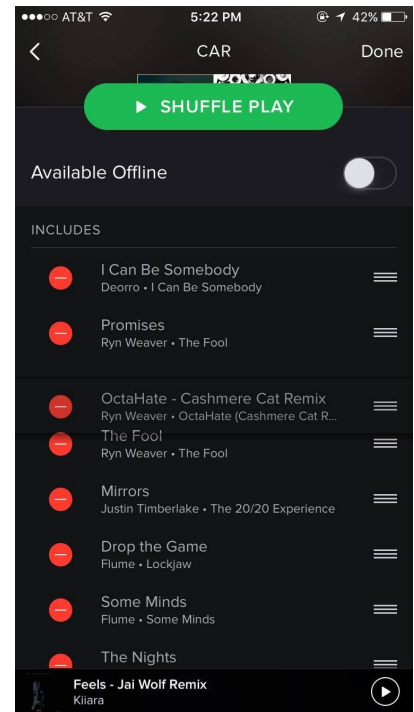 AT&T 5:22 PM 42%
CAR Done
SHUFFLE PLAY
Available Offline
INCLUDES
I Can Be Somebody
Deorro • I Can Be Somebody
Promises
Ryn Weaver • The Fool
OctaHate - Cashmere Cat Remix
Ryn Weaver • OctaHate (Cashmere Cat R...
The Fool
Ryn Weaver • The Fool
Mirrors
Justin Timberlake • The 20/20 Experience
Drop the Game
Flume • Lockjaw
Some Minds
Flume • Some Minds
The Nights
Feels - Jai Wolf Remix
Kiiara